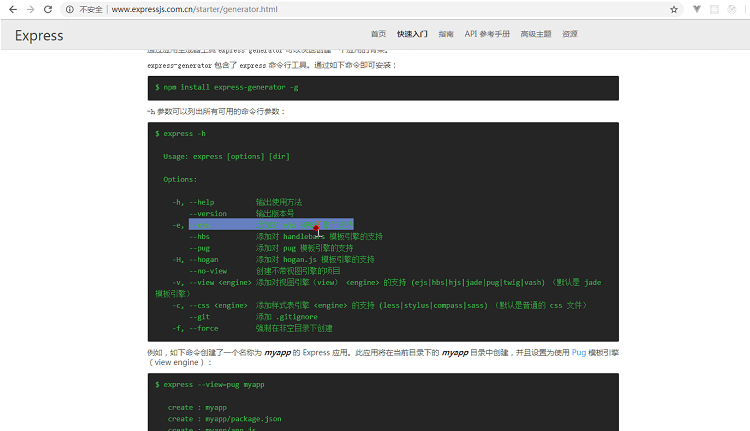 不安全 | www.expressjs.com.cn/starter/generator.html
Express 首页 快速入门 指南 API 参考手册 高级主题 资源
通过应用生成器工具 express-generator 可以快速创建一个应用的骨架。
express-generator 包含了 express 命令行工具。通过如下命令即可安装：
$ npm install express-generator -g
-h 参数可以列出所有可用的命令行参数：
$ express -h
Usage: express [options] [dir]
Options:
-h, --help 输出使用方法
--version 输出版本号
-e,
--hbs 添加对 handlebars 模板引擎的支持
--pug 添加对 pug 模板引擎的支持
-H, --hogan 添加对 hogan.js 模板引擎的支持
--no-view 创建不带视图引擎的项目
-v, --view <engine> 添加对视图引擎（view） <engine> 的支持 (ejs|hbs|hjs|jade|pug|twig|vash) （默认是 jade
模板引擎）
-c, --css <engine> 添加样式表引擎 <engine> 的支持 (less|stylus|compass|sass) （默认是普通的 css 文件）
--git 添加 .gitignore
-f, --force 强制在非空目录下创建
例如，如下命令创建了一个名称为 myapp 的 Express 应用。此应用将在当前目录下的 myapp 目录中创建，并且设置为使用 Pug 模板引擎
（view engine）：
$ express --view=pug myapp
create : myapp
create : myapp/package.json
create : myapp/app.js